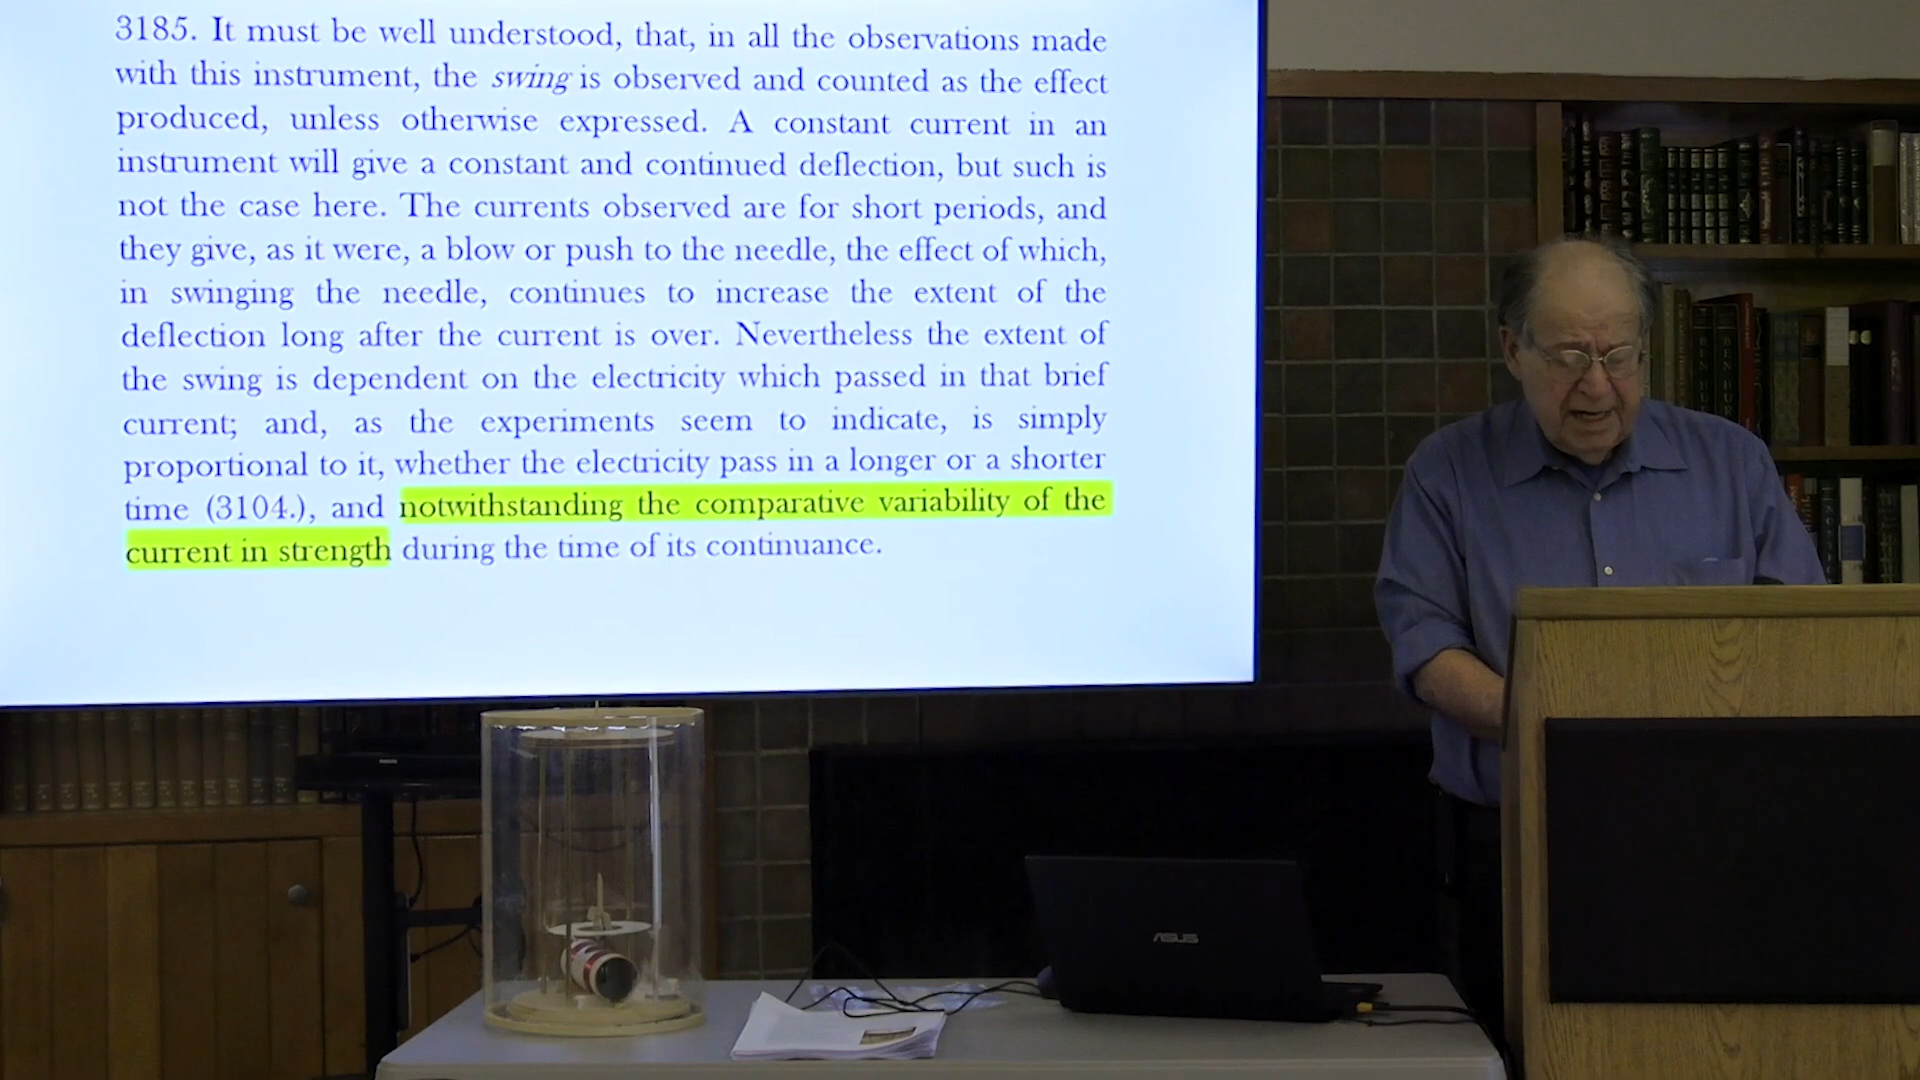 3185. It must be well understood, that, in all the observations made
with this instrument, the swing is observed and counted as the effect
produced, unless otherwise expressed. A constant current in an
instrument will give a constant and continued deflection, but such is
not the case here. The currents observed are for short periods, and
they give, as it were, a blow or push to the needle, the effect of which,
in swinging the needle, continues to increase the extent of the
deflection long after the current is over. Nevertheless the extent of
the swing is dependent on the electricity which passed in that brief
current; and, as the experiments seem to indicate, is simply
proportional to it, whether the electricity pass in a longer or a shorter
time (3104.), and notwithstanding the comparative variability of the
current in strength during the time of its continuance.
BEN HUR
BEN HUR
PHILIPS
ASUS